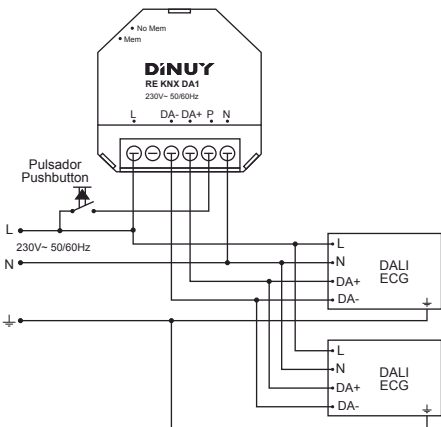 No Mem
Mem
DiNUY
RE KNX DA1
230V~ 50/60Hz
L DA- DA+ P N
Pulsador
Pushbutton
L
230V~ 50/60Hz
N
L
N
DA+
DA-
DALI
ECG
L
N
DA+
DA-
DALI
ECG